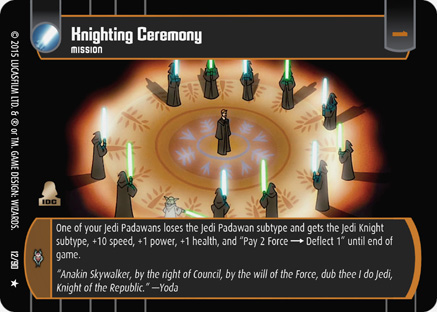 Knighting Ceremony
MISSION
1
One of your Jedi Padawans loses the Jedi Padawan subtype and gets the Jedi Knight
subtype, +10 speed, +1 power, +1 health, and “Pay 2 Force → Deflect 1” until end of
game.
“Anakin Skywalker, by the right of Council, by the will of the Force, dub thee I do Jedi,
Knight of the Republic.” —Yoda
© 2015 LUCASFILM LTD. & ® or TM. GAME DESIGN: WIZARDS.
12/90
IDC